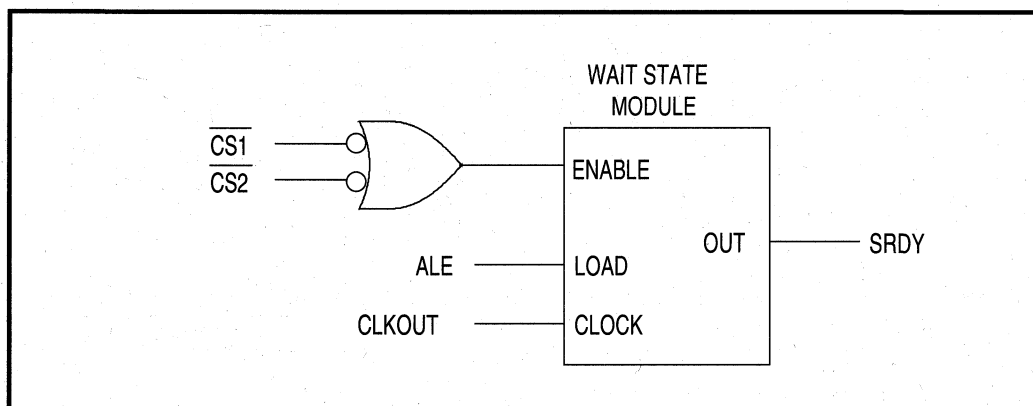 WAIT STATE
MODULE
CS1
CS2
ENABLE
OUT
SRDY
ALE
LOAD
CLKOUT
CLOCK